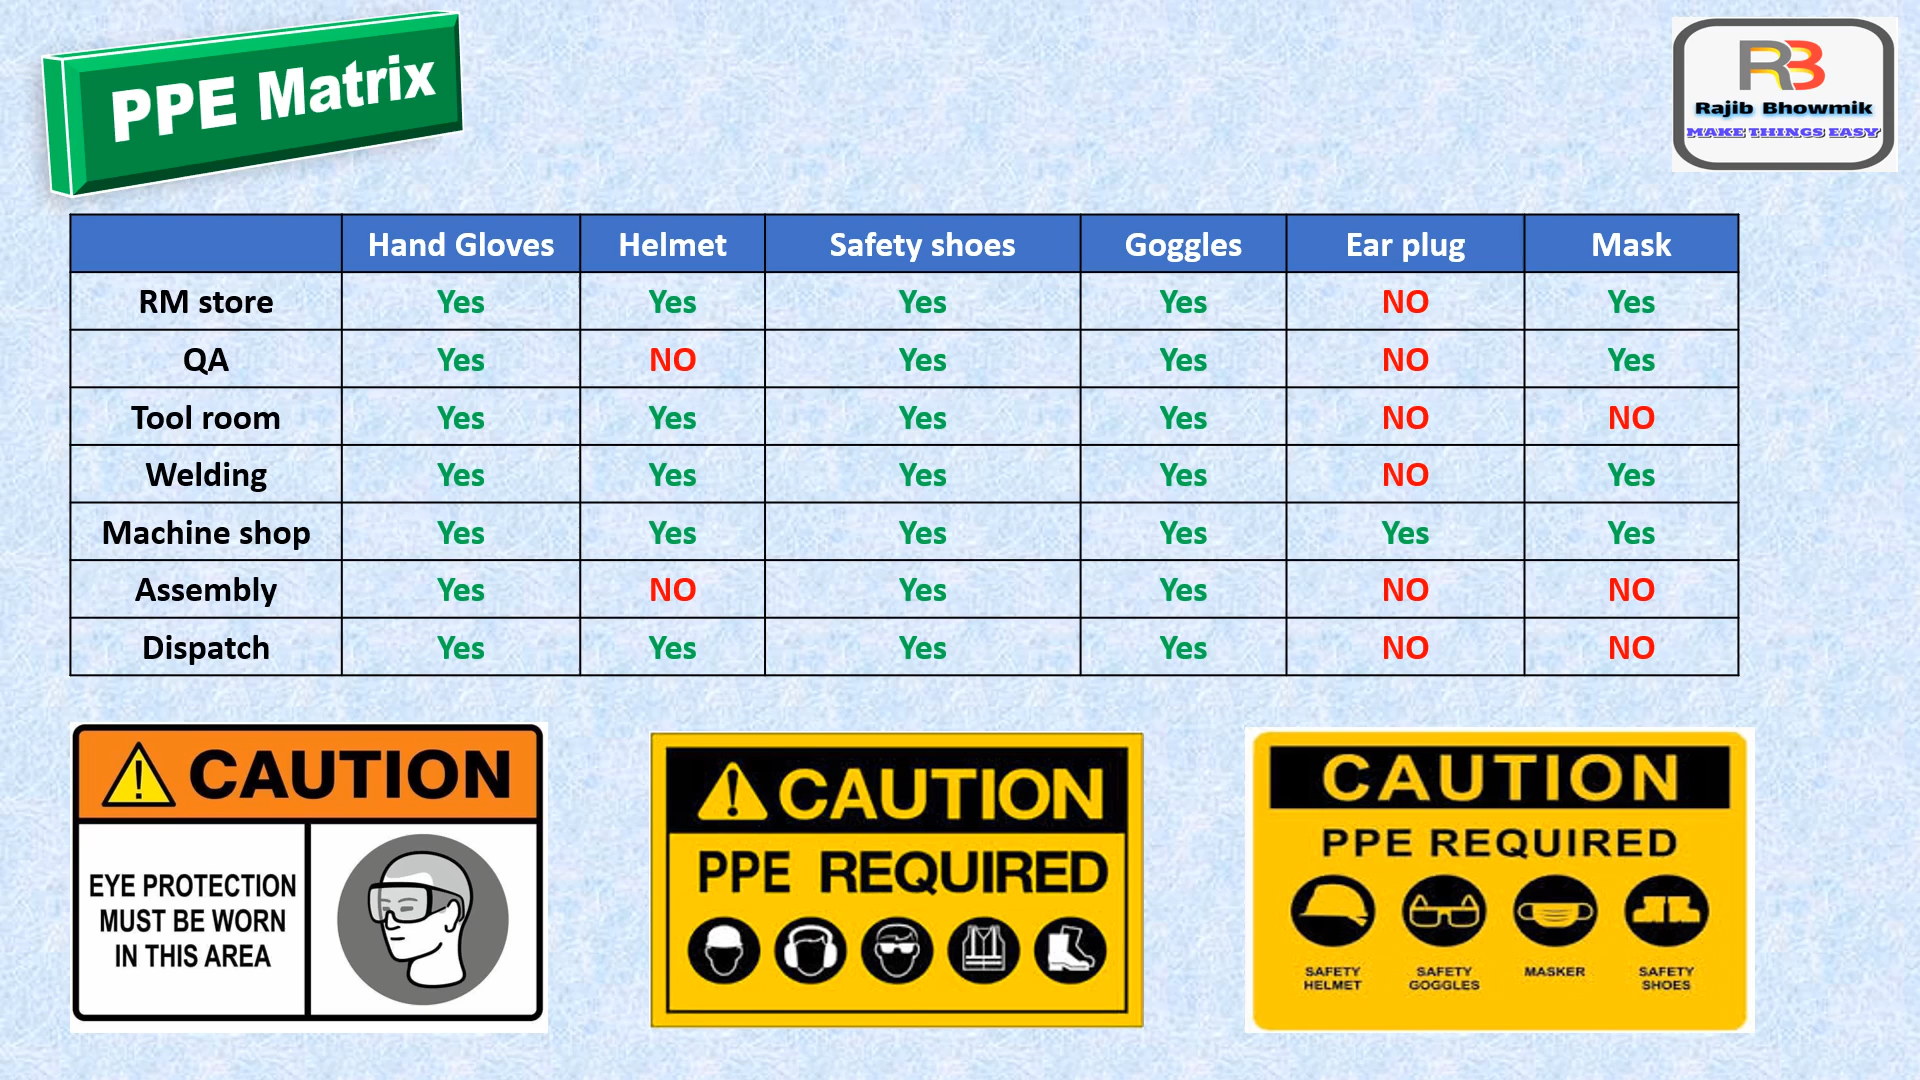 PPE Matrix
RB
Rajib Bhowmik
MAKE THINGS EASY
Hand Gloves Helmet Safety shoes Goggles Ear plug Mask
RM store Yes Yes Yes Yes NO Yes
QA Yes NO Yes Yes NO Yes
Tool room Yes Yes Yes Yes NO NO
Welding Yes Yes Yes Yes NO Yes
Machine shop Yes Yes Yes Yes Yes Yes
Assembly Yes NO Yes Yes NO NO
Dispatch Yes Yes Yes Yes NO NO
CAUTION
EYE PROTECTION
MUST BE WORN
IN THIS AREA
CAUTION
PPE REQUIRED
CAUTION
PPE REQUIRED
SAFETY HELMET
SAFETY GOGGLES
MASKER
SAFETY SHOES